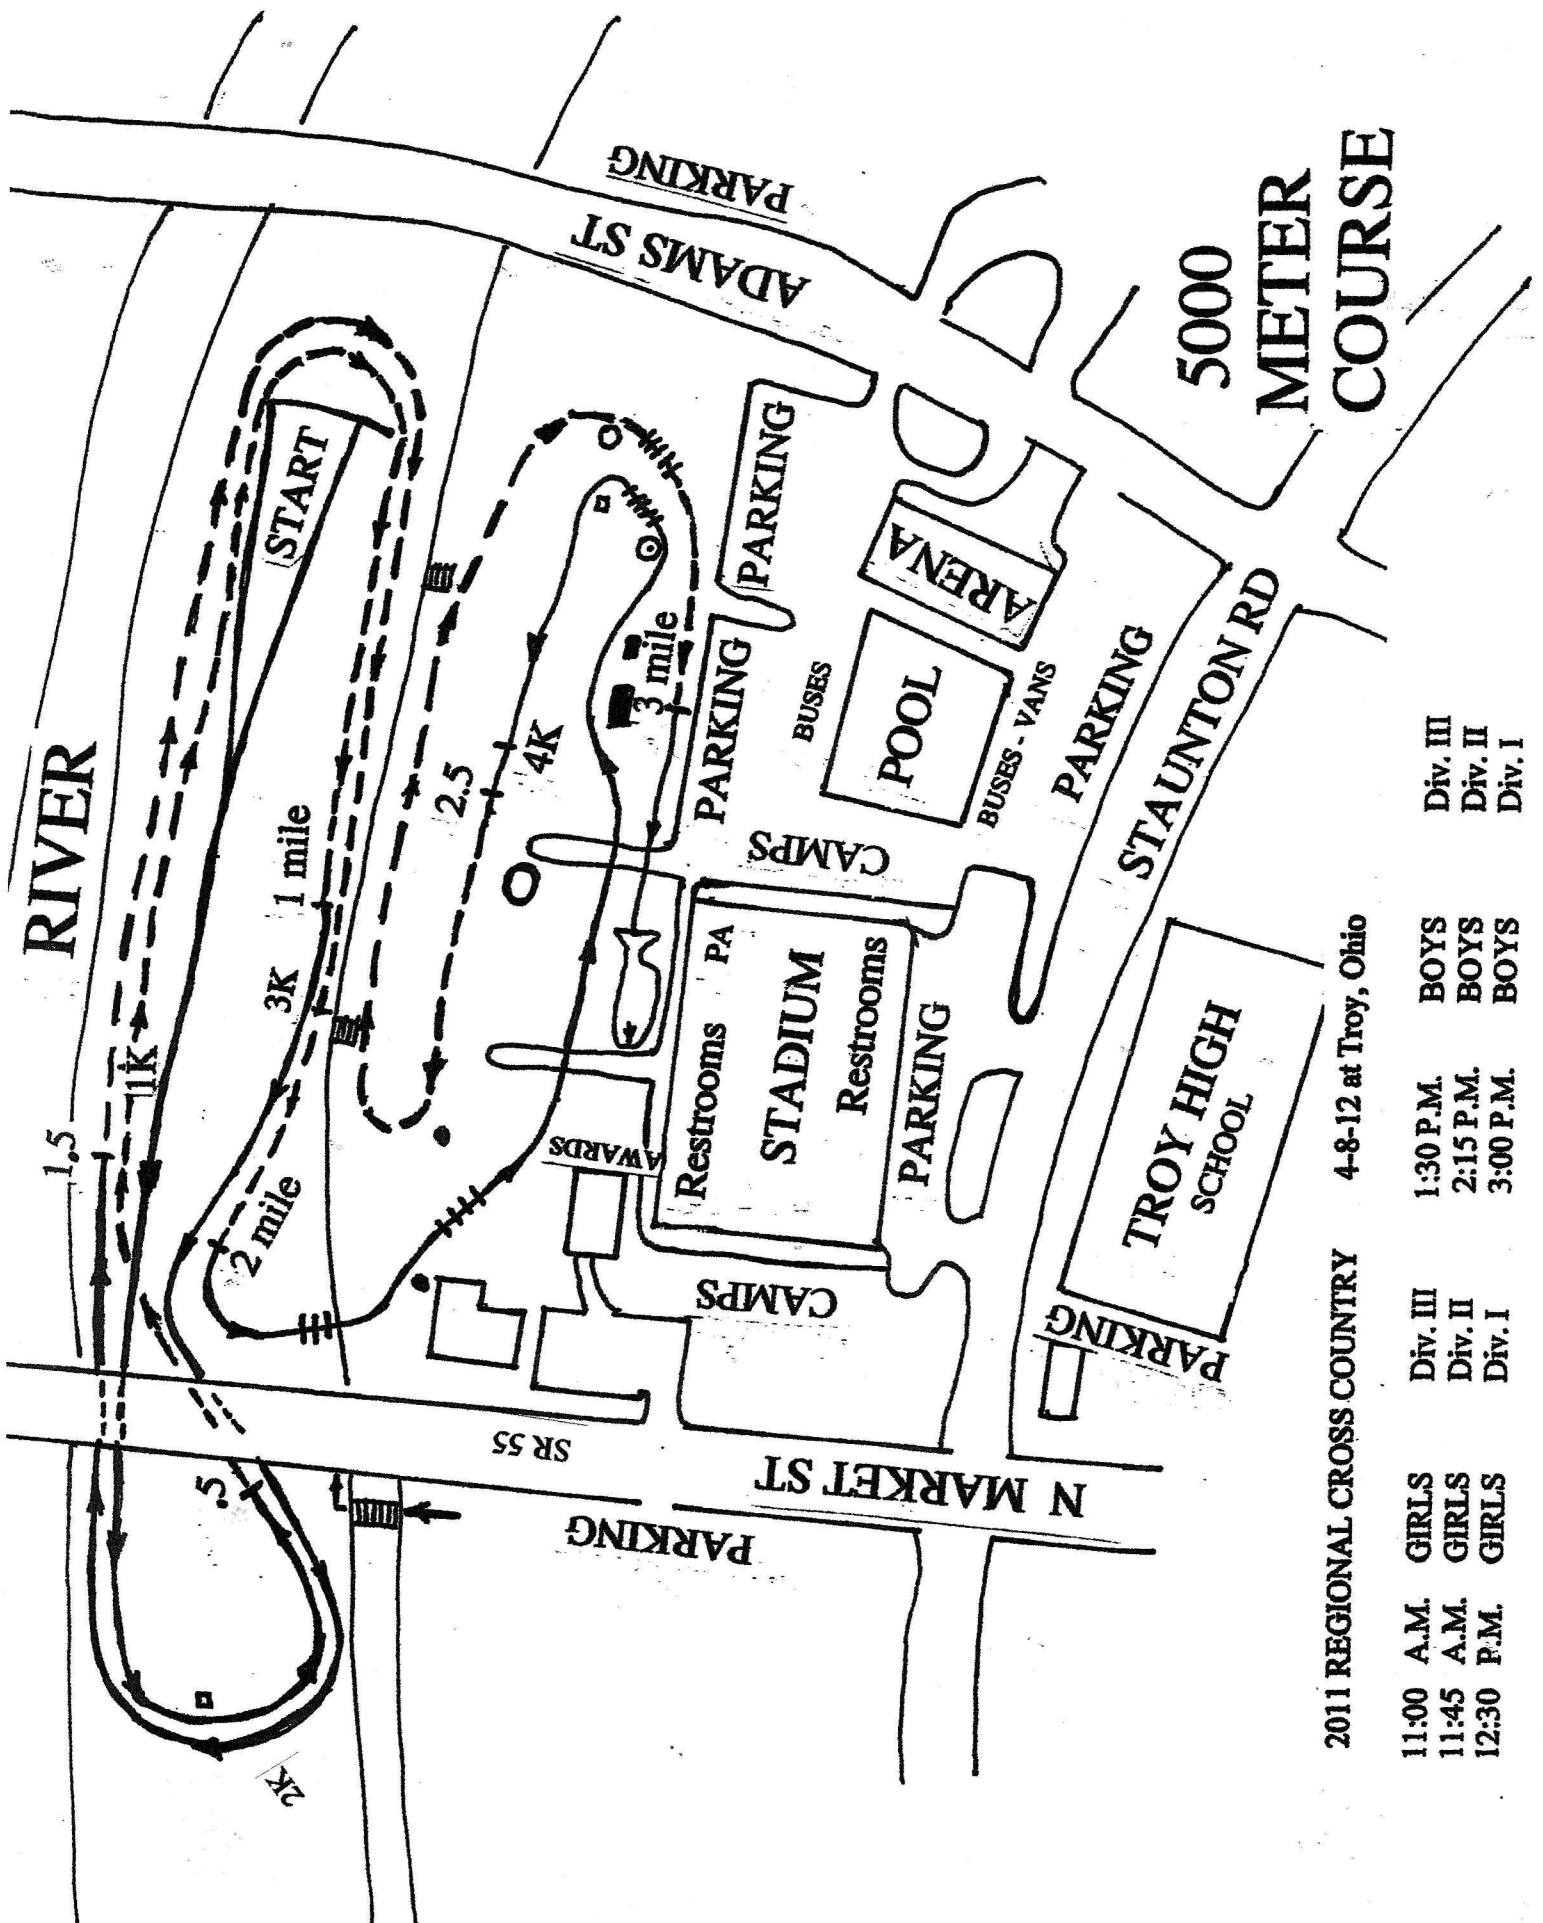 RIVER
1.5
1K
START
1 mile
3K
2 mile
.5
2K
2.5
4K
3 mile
PARKING
ADAMS ST
PARKING
PARKING
BUSES
POOL
BUSES - VANS
ARENA
PARKING
STAUNTON RD
CAMPS
PA
Restrooms
STADIUM
Restrooms
PARKING
AWARDS
CAMPS
SR 55
N MARKET ST
PARKING
TROY HIGH
SCHOOL
PARKING
5000
METER
COURSE
2011 REGIONAL CROSS COUNTRY 4-8-12 at Troy, Ohio
11:00 A.M. GIRLS Div. III 1:30 P.M. BOYS Div. III
11:45 A.M. GIRLS Div. II 2:15 P.M. BOYS Div. II
12:30 P.M. GIRLS Div. I 3:00 P.M. BOYS Div. I